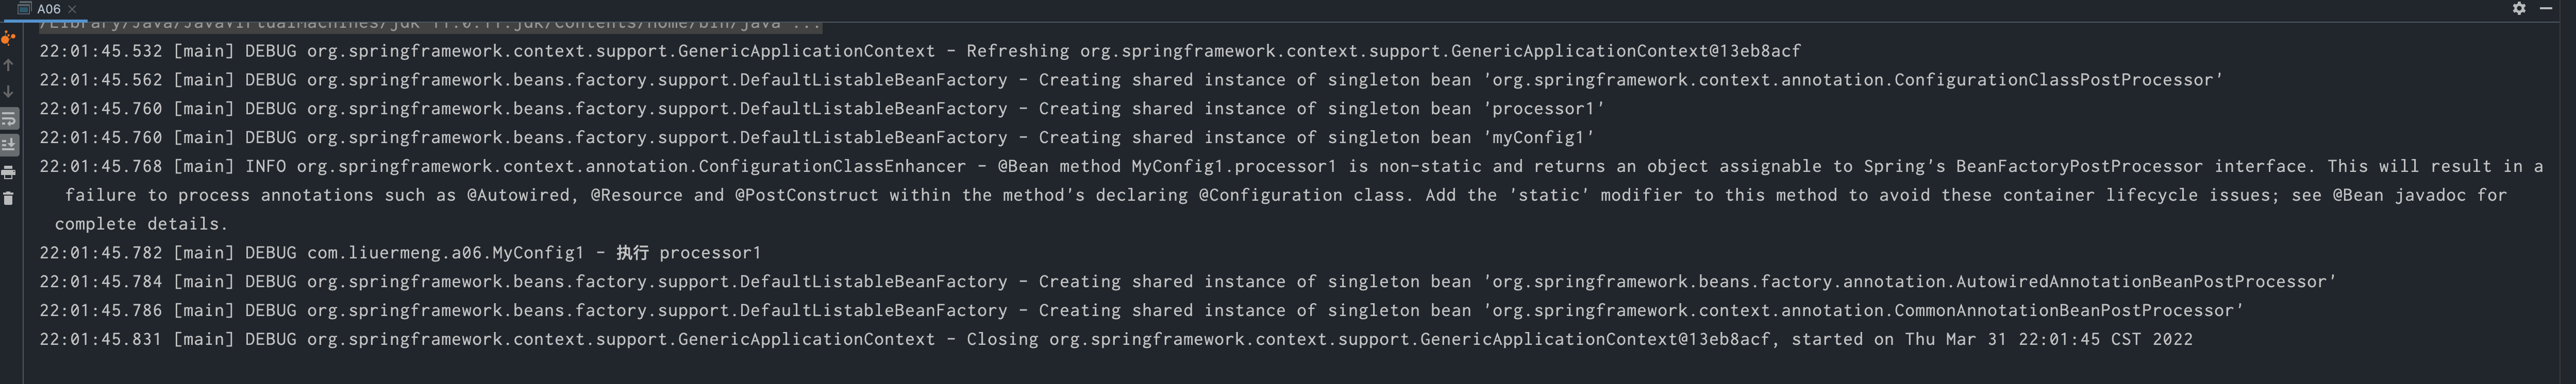 A06
/Library/Java/JavaVirtualMachines/jdk-11.0.11.jdk/Contents/Home/bin/java ...
22:01:45.532 [main] DEBUG org.springframework.context.support.GenericApplicationContext - Refreshing org.springframework.context.support.GenericApplicationContext@13eb8acf
22:01:45.562 [main] DEBUG org.springframework.beans.factory.support.DefaultListableBeanFactory - Creating shared instance of singleton bean 'org.springframework.context.annotation.ConfigurationClassPostProcessor'
22:01:45.760 [main] DEBUG org.springframework.beans.factory.support.DefaultListableBeanFactory - Creating shared instance of singleton bean 'processor1'
22:01:45.760 [main] DEBUG org.springframework.beans.factory.support.DefaultListableBeanFactory - Creating shared instance of singleton bean 'myConfig1'
22:01:45.768 [main] INFO org.springframework.context.annotation.ConfigurationClassEnhancer - @Bean method MyConfig1.processor1 is non-static and returns an object assignable to Spring's BeanFactoryPostProcessor interface. This will result in a
failure to process annotations such as @Autowired, @Resource and @PostConstruct within the method's declaring @Configuration class. Add the 'static' modifier to this method to avoid these container lifecycle issues; see @Bean javadoc for
complete details.
22:01:45.782 [main] DEBUG com.liuermeng.a06.MyConfig1 - 执行 processor1
22:01:45.784 [main] DEBUG org.springframework.beans.factory.support.DefaultListableBeanFactory - Creating shared instance of singleton bean 'org.springframework.beans.factory.annotation.AutowiredAnnotationBeanPostProcessor'
22:01:45.786 [main] DEBUG org.springframework.beans.factory.support.DefaultListableBeanFactory - Creating shared instance of singleton bean 'org.springframework.context.annotation.CommonAnnotationBeanPostProcessor'
22:01:45.831 [main] DEBUG org.springframework.context.support.GenericApplicationContext - Closing org.springframework.context.support.GenericApplicationContext@13eb8acf, started on Thu Mar 31 22:01:45 CST 2022